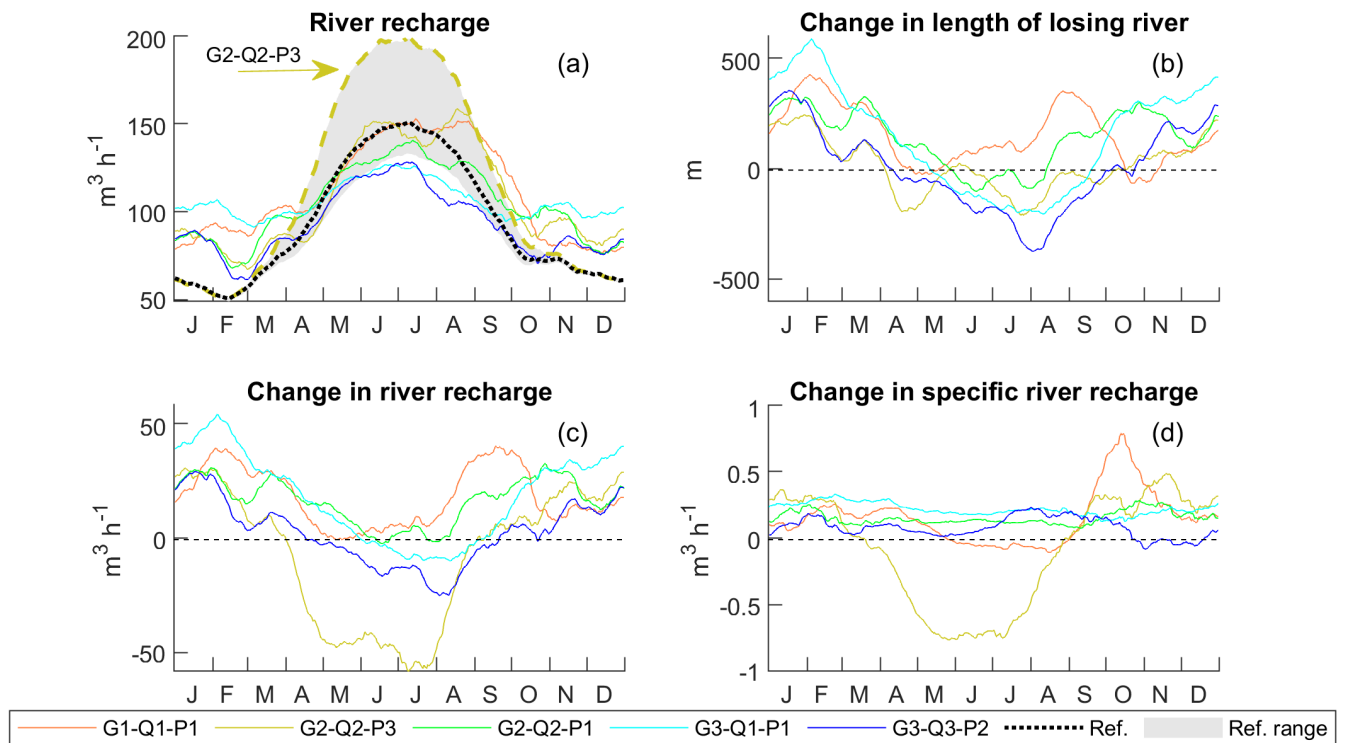 River recharge
m³ h⁻¹
200
150
100
50
G2-Q2-P3
(a)
J F M A M J J A S O N D
Change in length of losing river
m
500
0
-500
(b)
J F M A M J J A S O N D
Change in river recharge
m³ h⁻¹
50
0
-50
(c)
J F M A M J J A S O N D
Change in specific river recharge
m³ h⁻¹
1
0.5
0
-0.5
-1
(d)
J F M A M J J A S O N D
G1-Q1-P1 G2-Q2-P3 G2-Q2-P1 G3-Q1-P1 G3-Q3-P2 Ref. Ref. range